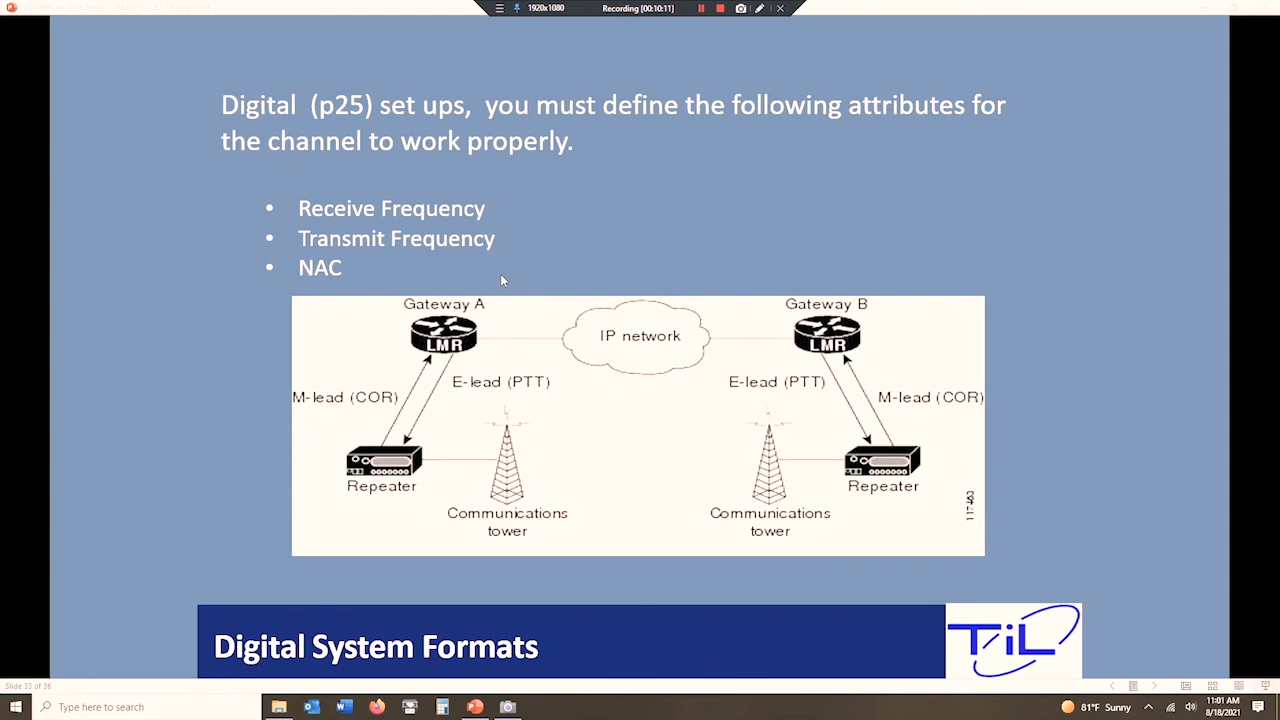 1920x1080
Recording [00:10:11]
Digital (p25) set ups, you must define the following attributes for
the channel to work properly.
• Receive Frequency
• Transmit Frequency
• NAC
Gateway A
Gateway B
IP network
LMR
LMR
E-lead (PTT)
E-lead (PTT)
M-lead (COR)
M-lead (COR)
Repeater
Repeater
Communications
tower
Communications
tower
Digital System Formats
TiL
Slide 33 of 36
Type here to search
81°F Sunny
11:01 AM
8/18/2021